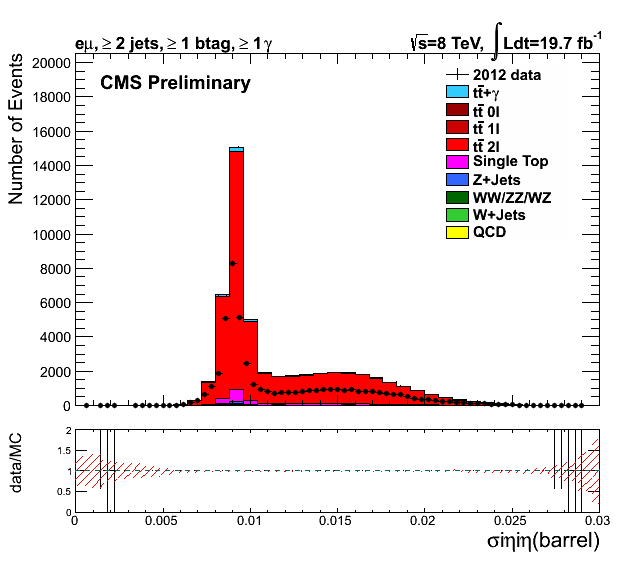 eμ, ≥ 2 jets, ≥ 1 btag, ≥ 1 γ
√s=8 TeV, ∫ Ldt=19.7 fb⁻¹
CMS Preliminary
Number of Events
20000
18000
16000
14000
12000
10000
8000
6000
4000
2000
0
2012 data
tt̄+γ
tt̄ 0l
tt̄ 1l
tt̄ 2l
Single Top
Z+Jets
WW/ZZ/WZ
W+Jets
QCD
data/MC
2
1.5
1
0.5
0
0 0.005 0.01 0.015 0.02 0.025 0.03
σiηiη(barrel)